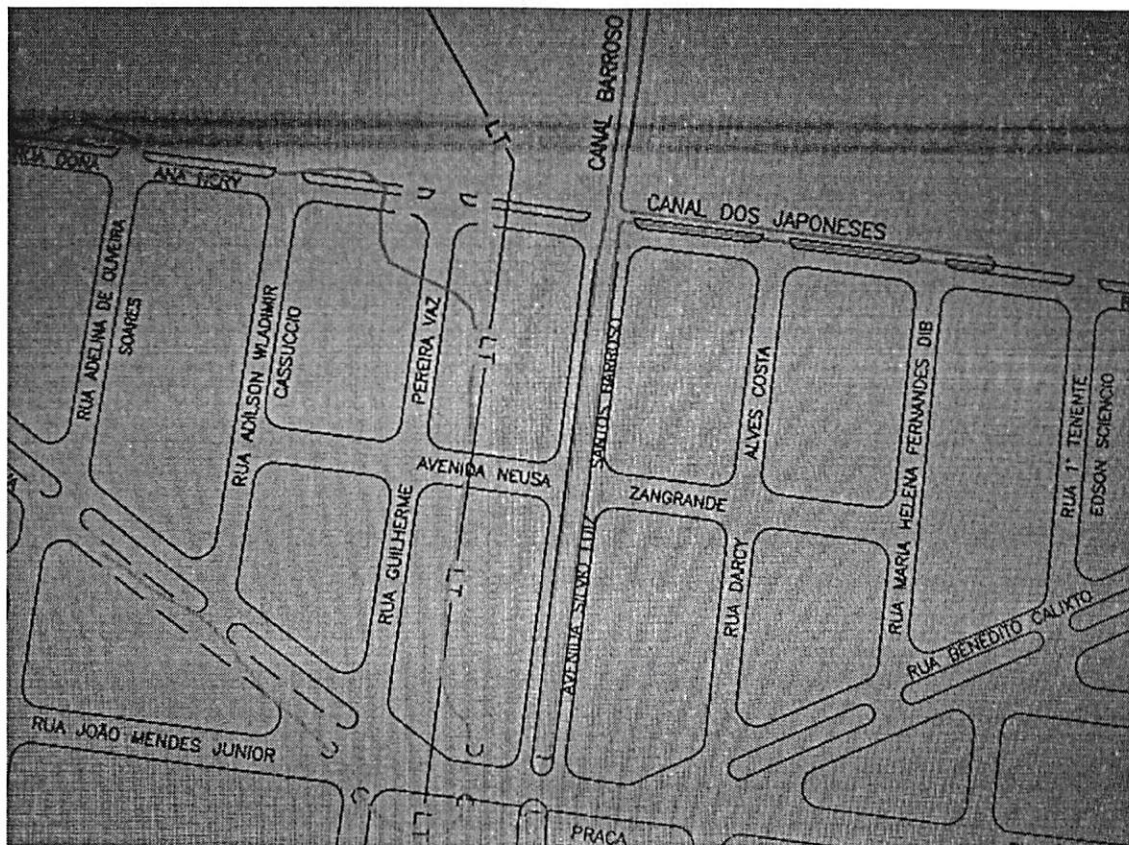 CANAL BARROSO
LT
RUA DONA
ANA NERY
CANAL DOS JAPONESES
RUA ADELINA DE OLIVEIRA
SOARES
RUA ADILSON WLADIMIR
CASSUCCIO
PEREIRA VAZ
LT
SANTOS BARROSO
ALVES COSTA
RUA MARIA HELENA FERNANDES DIB
RUA 1° TENENTE
EDSON SCIENCIO
AVENIDA NEUSA
ZANGRANDE
RUA GUILHERME
LT
AVENIDA SILVIO LUIZ
RUA DARCY
RUA BENEDITO CALIXTO
RUA JOÃO MENDES JUNIOR
LT
PRAÇA